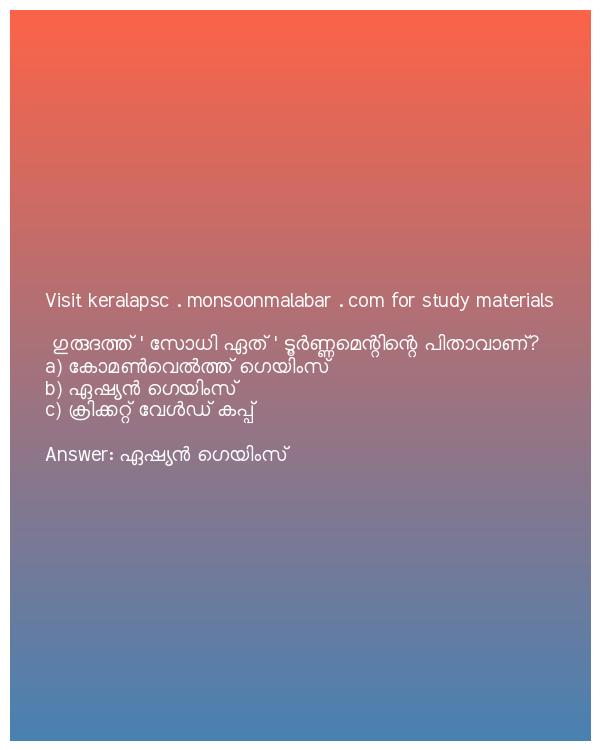 Visit keralapsc . monsoonmalabar . com for study materials
ഗുരുദത്ത് ' സോധി ഏത് ' ടൂർണ്ണമെന്റിന്റെ പിതാവാണ്?
a) കോമൺവെൽത്ത് ഗെയിംസ്
b) ഏഷ്യൻ ഗെയിംസ്
c) ക്രിക്കറ്റ് വേൾഡ് കപ്പ്
Answer: ഏഷ്യൻ ഗെയിംസ്